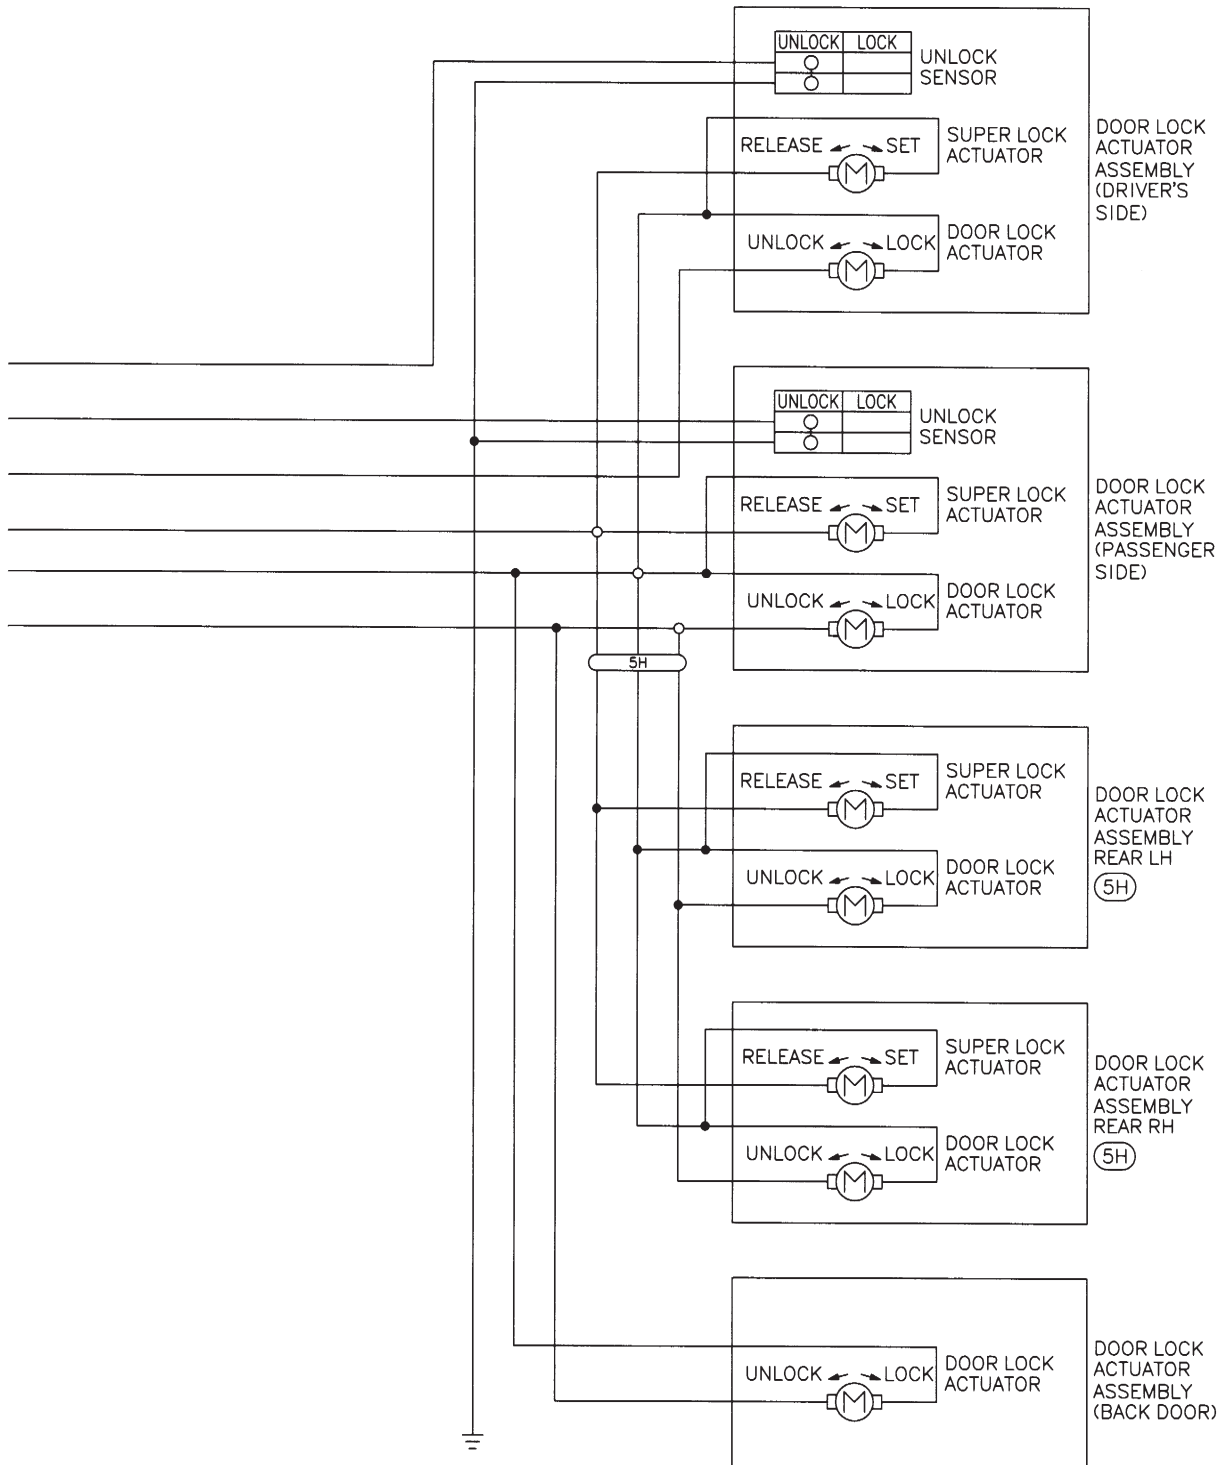 UNLOCK LOCK
UNLOCK
SENSOR
RELEASE SET
SUPER LOCK
ACTUATOR
UNLOCK LOCK
DOOR LOCK
ACTUATOR
DOOR LOCK
ACTUATOR
ASSEMBLY
(DRIVER'S
SIDE)
UNLOCK LOCK
UNLOCK
SENSOR
RELEASE SET
SUPER LOCK
ACTUATOR
UNLOCK LOCK
DOOR LOCK
ACTUATOR
DOOR LOCK
ACTUATOR
ASSEMBLY
(PASSENGER
SIDE)
M
M
M
M
5H
RELEASE SET
SUPER LOCK
ACTUATOR
M
UNLOCK LOCK
DOOR LOCK
ACTUATOR
M
DOOR LOCK
ACTUATOR
ASSEMBLY
REAR LH
5H
RELEASE SET
SUPER LOCK
ACTUATOR
M
UNLOCK LOCK
DOOR LOCK
ACTUATOR
M
DOOR LOCK
ACTUATOR
ASSEMBLY
REAR RH
5H
UNLOCK LOCK
DOOR LOCK
ACTUATOR
M
DOOR LOCK
ACTUATOR
ASSEMBLY
(BACK DOOR)